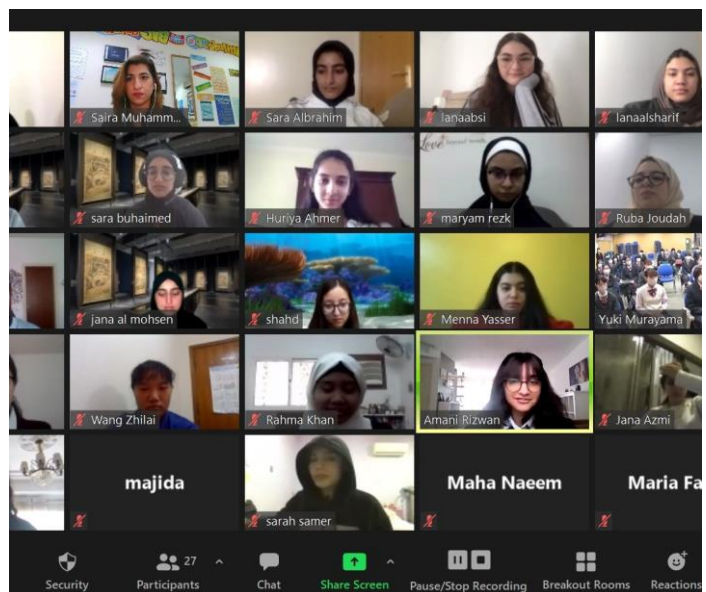 Saira Muhamm...
Sara Albrahim
lanaabsi
lanaalsharif
sara buhaimed
Huriya Ahmer
Love
maryam rezk
Ruba Joudah
jana al mohsen
shahd
Menna Yasser
Yuki Murayama
Wang Zhilai
Rahma Khan
Amani Rizwan
Jana Azmi
majida
sarah samer
Maha Naeem
Maria Fa
27
Security
Participants
Chat
Share Screen
Pause/Stop Recording
Breakout Rooms
Reactions